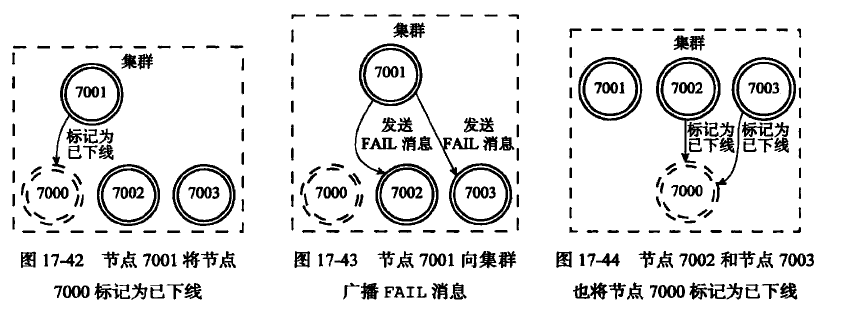 集群
7001
标记为
已下线
7000
7002
7003
图 17-42 节点 7001 将节点
7000 标记为已下线
集群
7001
发送
FAIL 消息
发送
FAIL 消息
7000
7002
7003
图 17-43 节点 7001 向集群
广播 FAIL 消息
集群
7001
7002
7003
标记为
已下线
标记为
已下线
7000
图 17-44 节点 7002 和节点 7003
也将节点 7000 标记为已下线